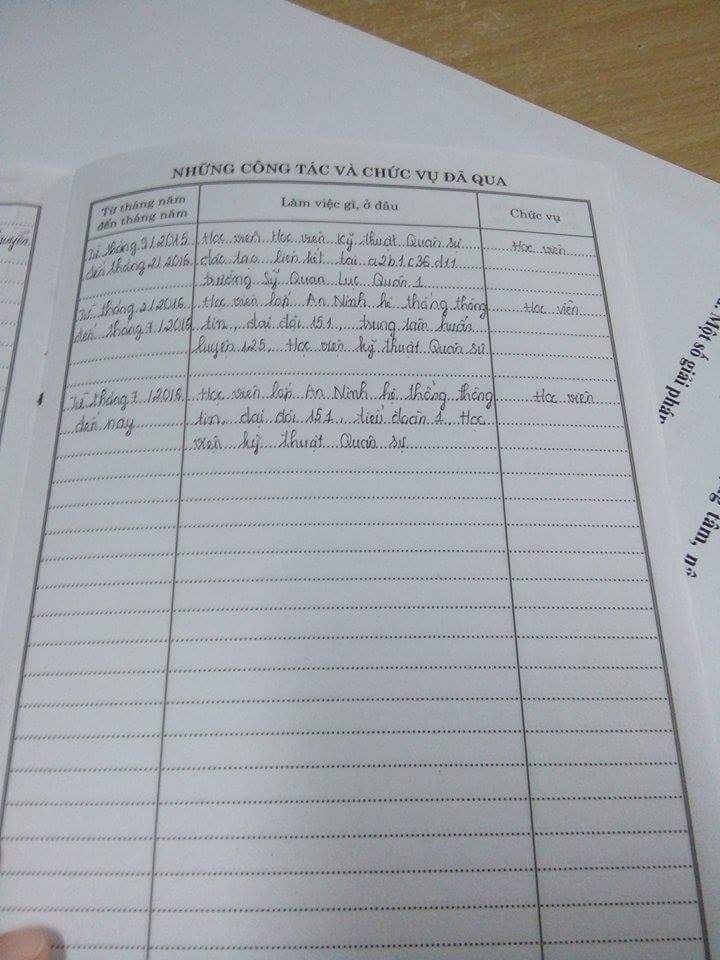 NHỮNG CÔNG TÁC VÀ CHỨC VỤ ĐÃ QUA
Từ tháng năm
đến tháng năm
Làm việc gì, ở đâu
Chức vụ
Từ tháng 9/2015
đến tháng 2/2016
Học viên Học viện Kỹ thuật Quân sự
đào tạo liên kết tại a2b1c36d11
trường Sỹ Quan Lục Quân 1
Học viên
Từ tháng 2/2016
đến tháng 7/2016
Học viên lớp An Ninh hệ thống thông
tin, đại đội 151, trung tâm huấn
luyện 125, Học viện kỹ thuật Quân sự
Học viên
Từ tháng 7/2016
đến nay
Học viên lớp An Ninh hệ thống thông
tin, đại đội 151, tiểu đoàn 1, Học
viện kỹ thuật Quân sự
Học viên
Một số giải pháp
tâm, n